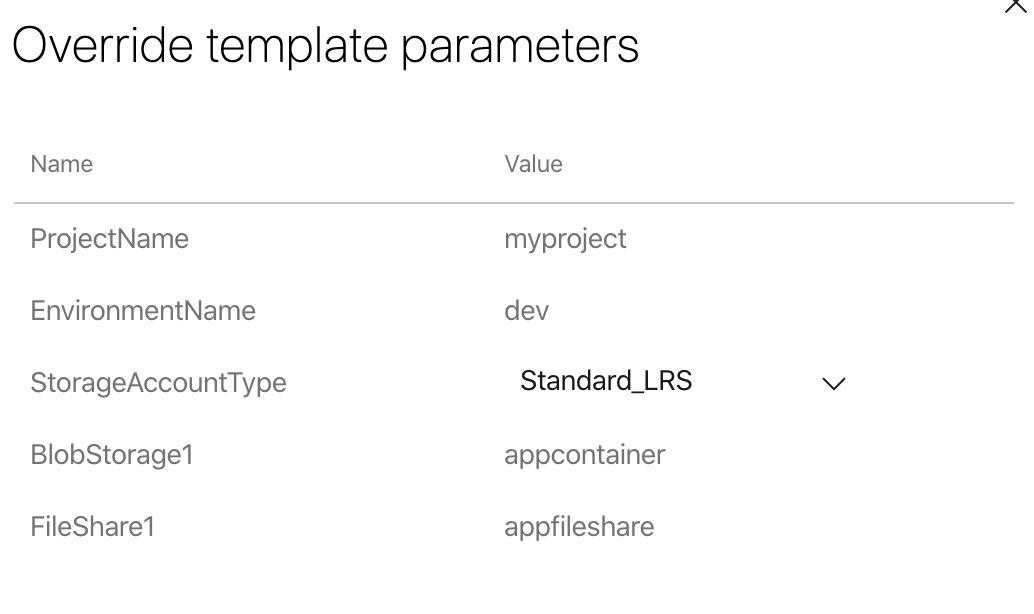 Override template parameters
Name Value
ProjectName myproject
EnvironmentName dev
StorageAccountType Standard_LRS
BlobStorage1 appcontainer
FileShare1 appfileshare